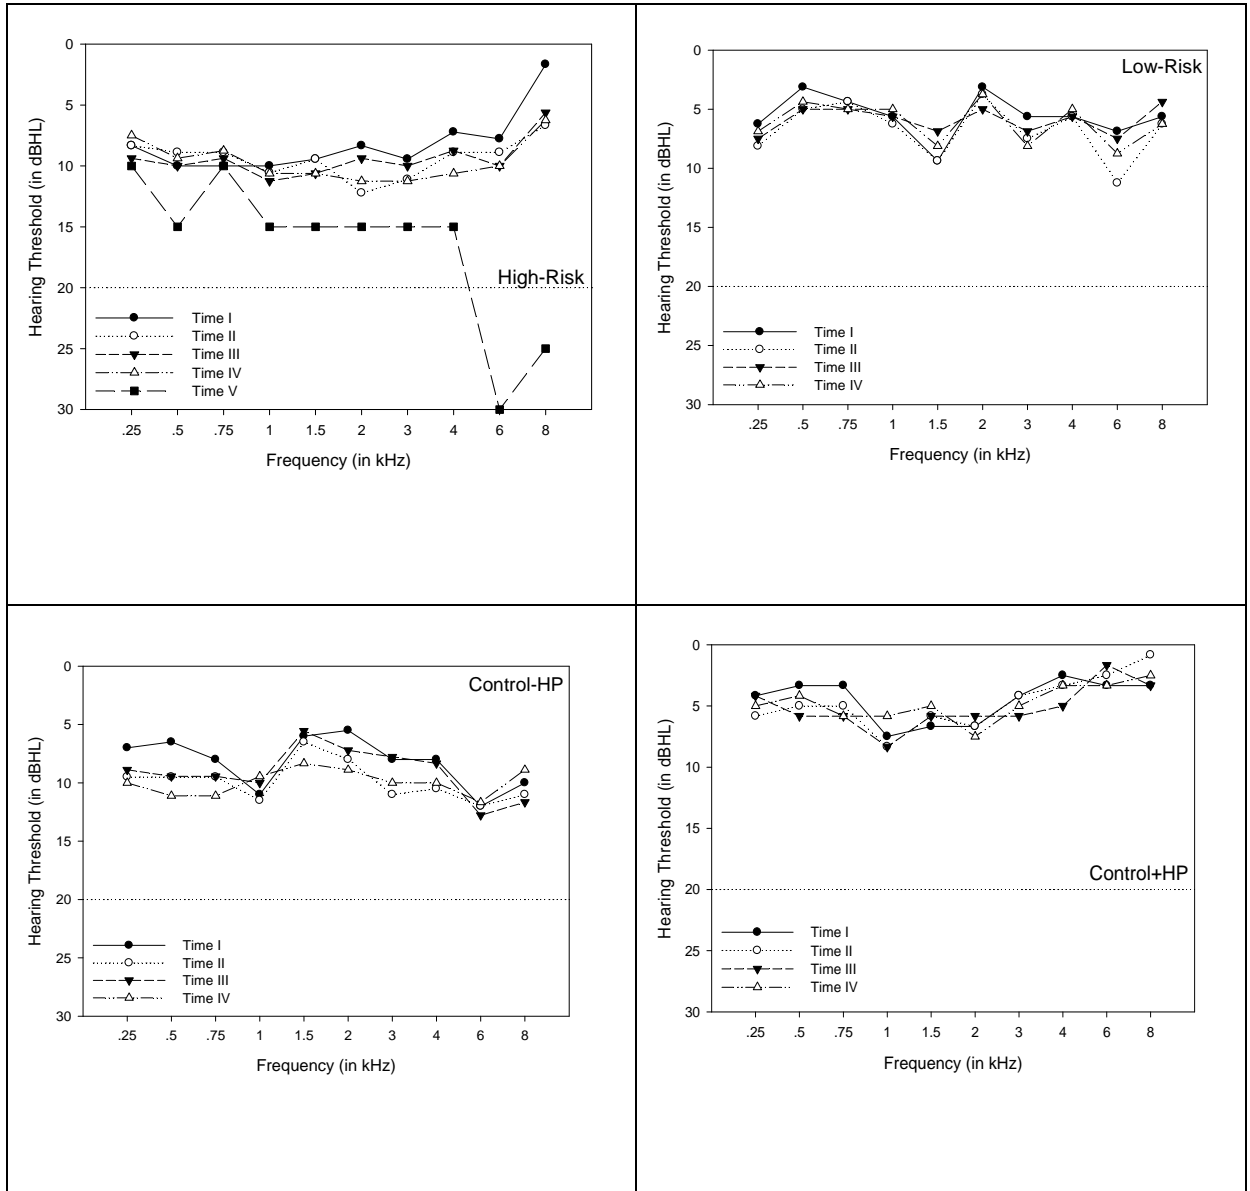 0
5
10
15
20
25
30
Hearing Threshold (in dBHL)
High-Risk
Time I
Time II
Time III
Time IV
Time V
.25 .5 .75 1 1.5 2 3 4 6 8
Frequency (in kHz)
0
5
10
15
20
25
30
Hearing Threshold (in dBHL)
Low-Risk
Time I
Time II
Time III
Time IV
.25 .5 .75 1 1.5 2 3 4 6 8
Frequency (in kHz)
0
5
10
15
20
25
30
Hearing Threshold (in dBHL)
Control-HP
Time I
Time II
Time III
Time IV
.25 .5 .75 1 1.5 2 3 4 6 8
Frequency (in kHz)
0
5
10
15
20
25
30
Hearing Threshold (in dBHL)
Control+HP
Time I
Time II
Time III
Time IV
.25 .5 .75 1 1.5 2 3 4 6 8
Frequency (in kHz)